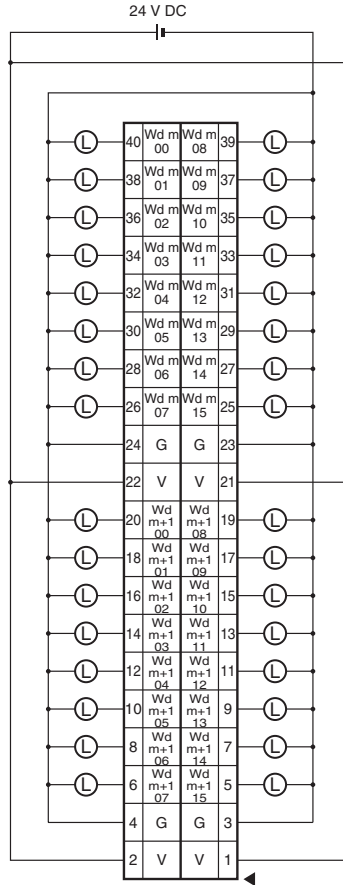 24 V DC
L 40 Wd m 00 Wd m 08 39 L
L 38 Wd m 01 Wd m 09 37 L
L 36 Wd m 02 Wd m 10 35 L
L 34 Wd m 03 Wd m 11 33 L
L 32 Wd m 04 Wd m 12 31 L
L 30 Wd m 05 Wd m 13 29 L
L 28 Wd m 06 Wd m 14 27 L
L 26 Wd m 07 Wd m 15 25 L
24 G G 23
22 V V 21
L 20 Wd m+1 00 Wd m+1 08 19 L
L 18 Wd m+1 01 Wd m+1 09 17 L
L 16 Wd m+1 02 Wd m+1 10 15 L
L 14 Wd m+1 03 Wd m+1 11 13 L
L 12 Wd m+1 04 Wd m+1 12 11 L
L 10 Wd m+1 05 Wd m+1 13 9 L
L 8 Wd m+1 06 Wd m+1 14 7 L
L 6 Wd m+1 07 Wd m+1 15 5 L
4 G G 3
2 V V 1